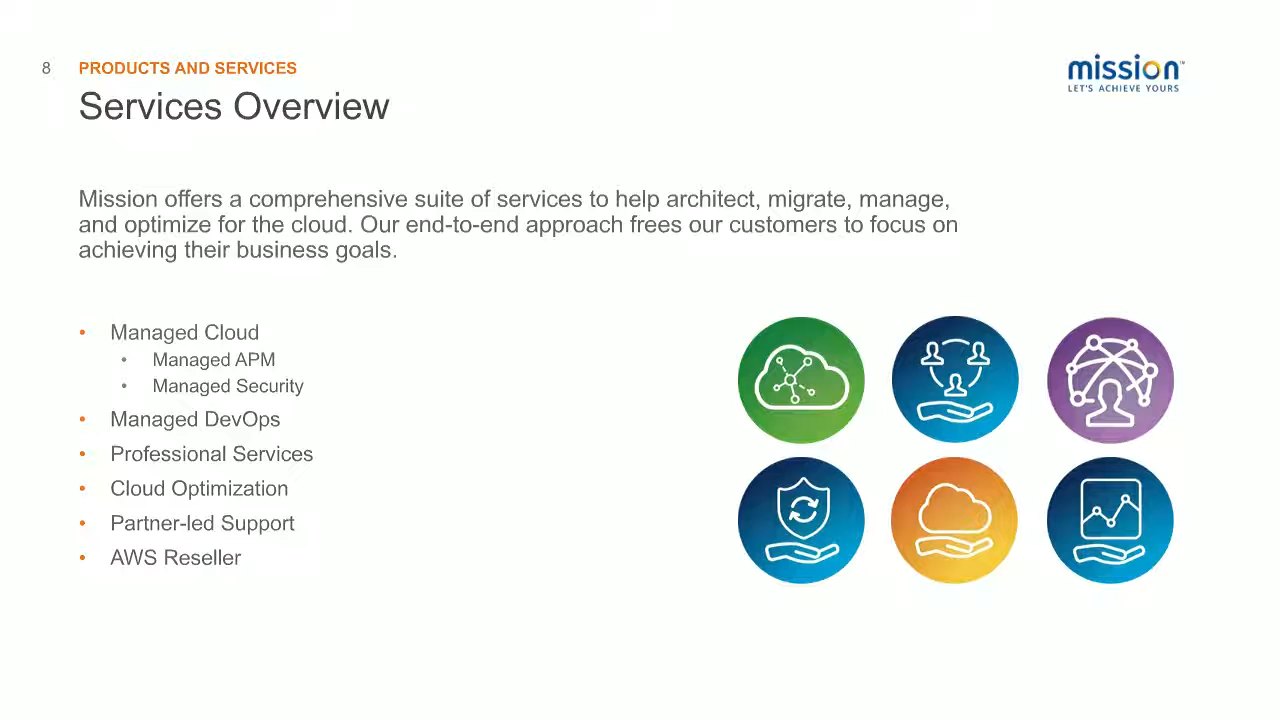 8 PRODUCTS AND SERVICES
mission™
LET'S ACHIEVE YOURS
Services Overview
Mission offers a comprehensive suite of services to help architect, migrate, manage,
and optimize for the cloud. Our end-to-end approach frees our customers to focus on
achieving their business goals.
• Managed Cloud
• Managed APM
• Managed Security
• Managed DevOps
• Professional Services
• Cloud Optimization
• Partner-led Support
• AWS Reseller